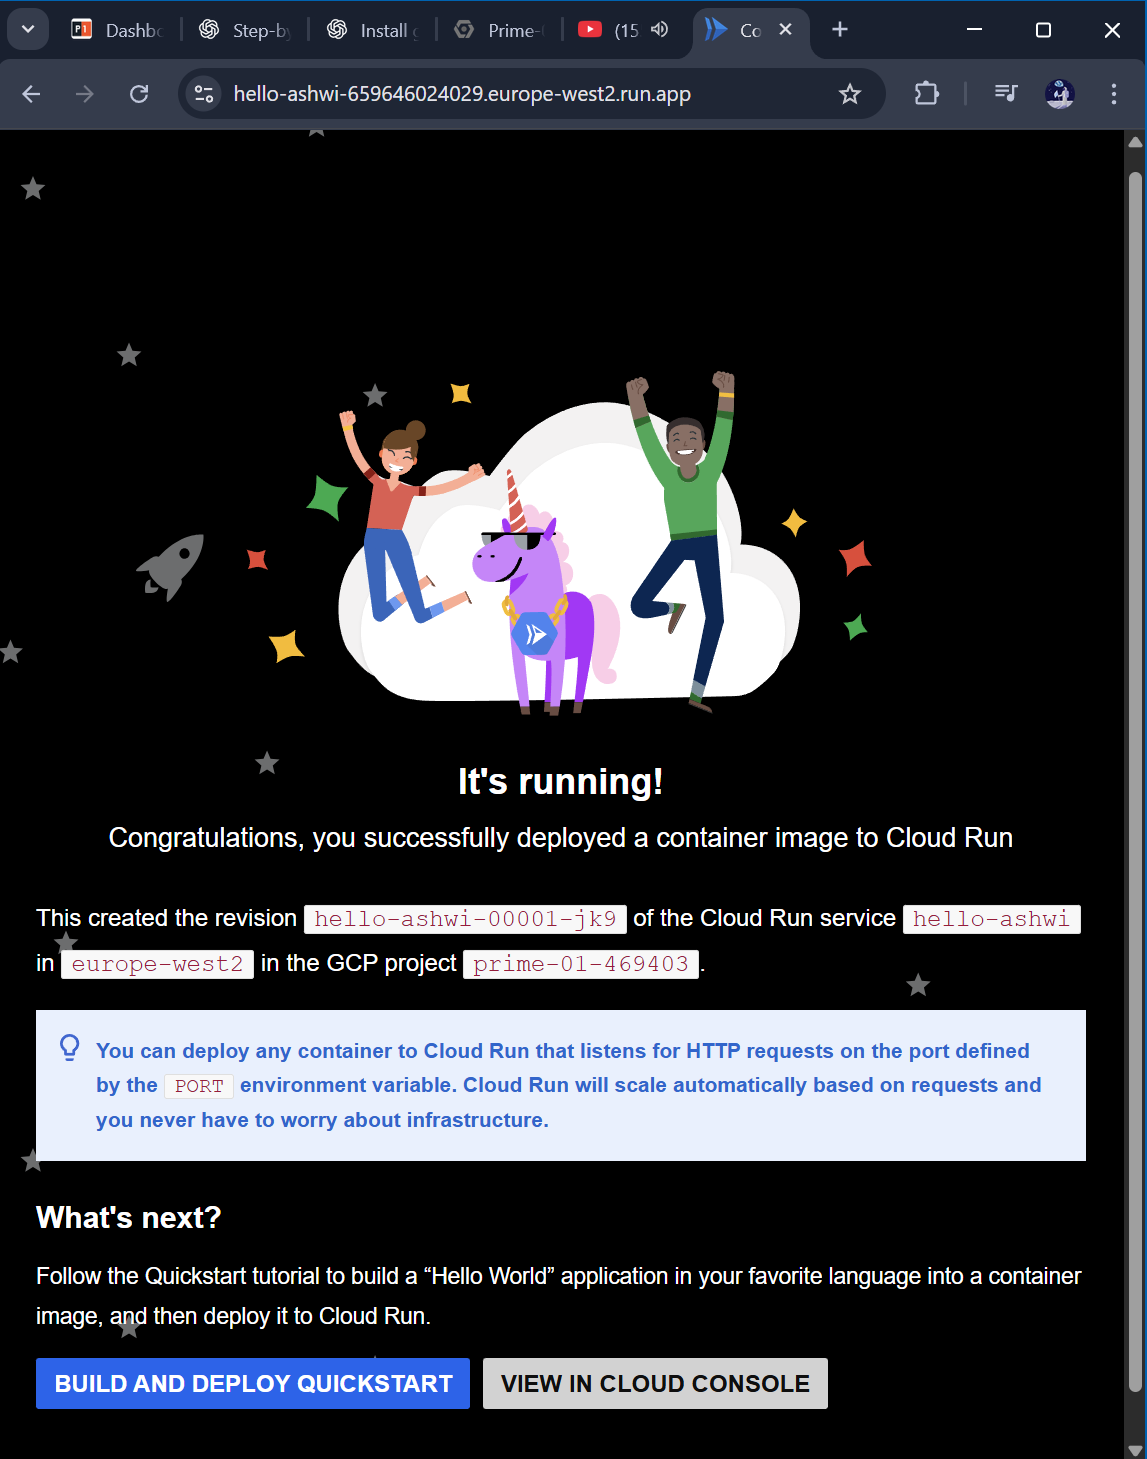 Dashbo
Step-by
Install g
Prime-
(15
Co
hello-ashwi-659646024029.europe-west2.run.app
It's running!
Congratulations, you successfully deployed a container image to Cloud Run
This created the revision hello-ashwi-00001-jk9 of the Cloud Run service hello-ashwi
in europe-west2 in the GCP project prime-01-469403.
You can deploy any container to Cloud Run that listens for HTTP requests on the port defined
by the PORT environment variable. Cloud Run will scale automatically based on requests and
you never have to worry about infrastructure.
What's next?
Follow the Quickstart tutorial to build a “Hello World” application in your favorite language into a container
image, and then deploy it to Cloud Run.
BUILD AND DEPLOY QUICKSTART
VIEW IN CLOUD CONSOLE